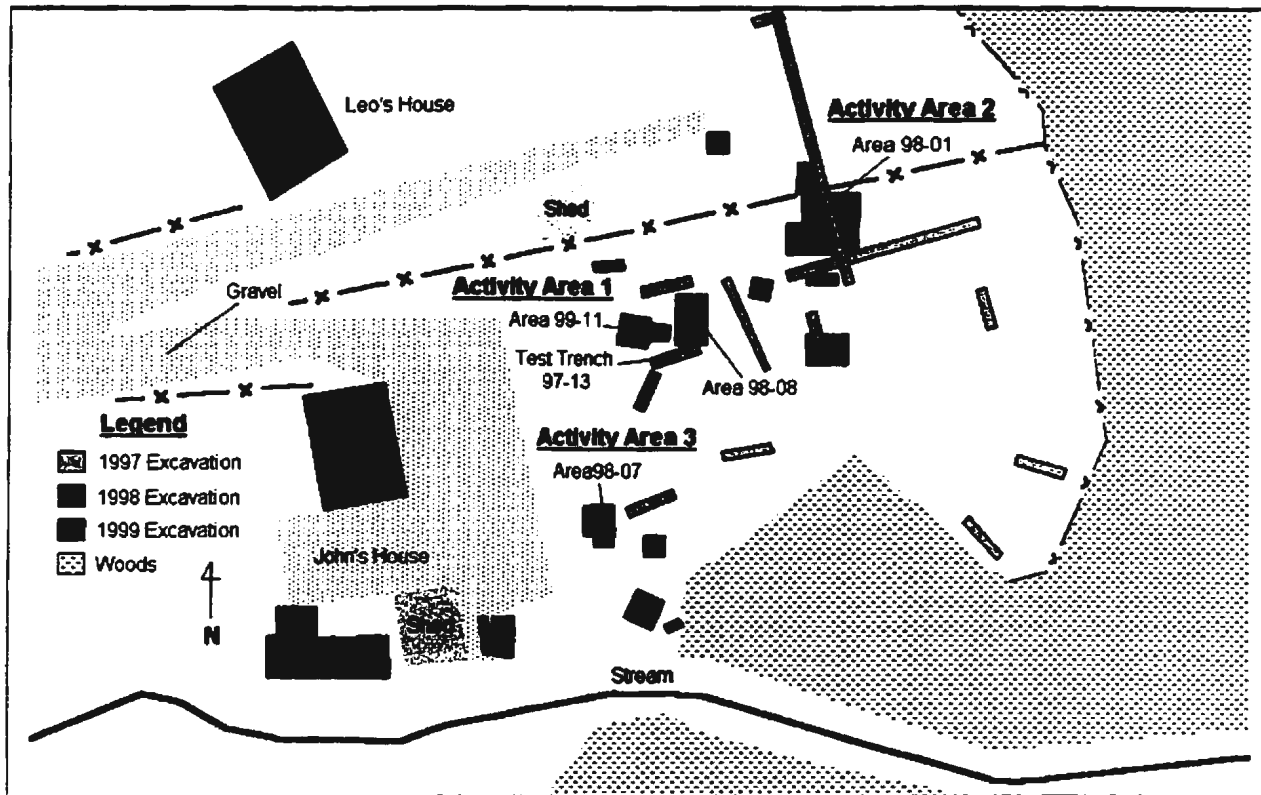 Leo's House
Activity Area 2
Area 98-01
Shed
Gravel
Activity Area 1
Area 99-11
Test Trench
97-13
Area 98-08
Activity Area 3
Area98-07
Legend
1997 Excavation
1998 Excavation
1999 Excavation
Woods
N
John's House
Shed
Stream